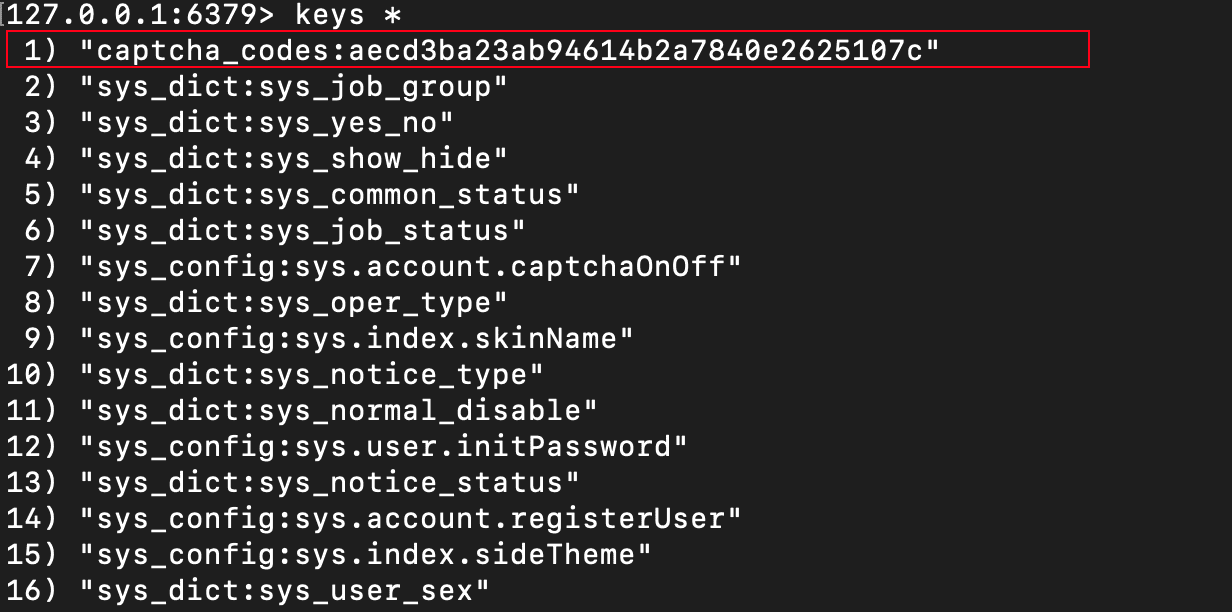 127.0.0.1:6379> keys *
1) "captcha_codes:aecd3ba23ab94614b2a7840e2625107c"
2) "sys_dict:sys_job_group"
3) "sys_dict:sys_yes_no"
4) "sys_dict:sys_show_hide"
5) "sys_dict:sys_common_status"
6) "sys_dict:sys_job_status"
7) "sys_config:sys.account.captchaOnOff"
8) "sys_dict:sys_oper_type"
9) "sys_config:sys.index.skinName"
10) "sys_dict:sys_notice_type"
11) "sys_dict:sys_normal_disable"
12) "sys_config:sys.user.initPassword"
13) "sys_dict:sys_notice_status"
14) "sys_config:sys.account.registerUser"
15) "sys_config:sys.index.sideTheme"
16) "sys_dict:sys_user_sex"